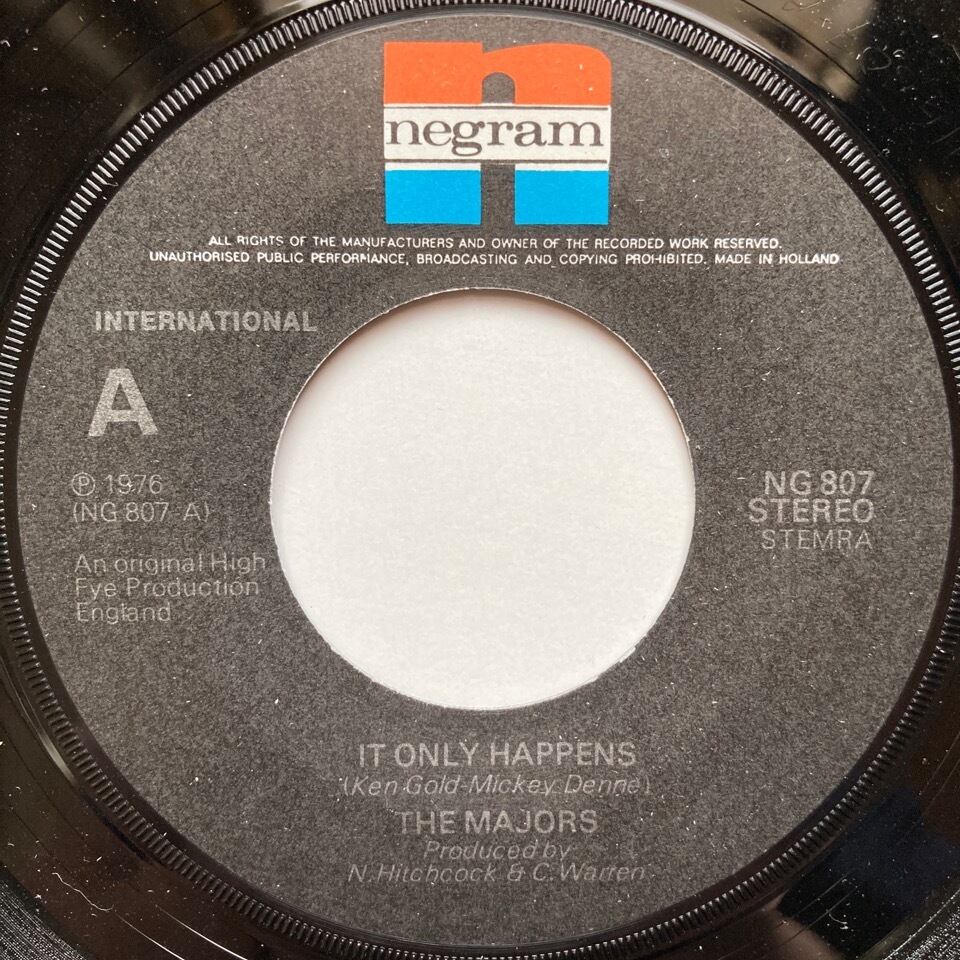 negram
ALL RIGHTS OF THE MANUFACTURERS AND OWNER OF THE RECORDED WORK RESERVED.
UNAUTHORISED PUBLIC PERFORMANCE, BROADCASTING AND COPYING PROHIBITED. MADE IN HOLLAND
INTERNATIONAL
A
℗ 1976
(NG 807 A)
An original High
Eye Production
England
NG 807
STEREO
STEMRA
IT ONLY HAPPENS
(Ken Gold-Mickey Denne)
THE MAJORS
Produced by
N. Hitchcock & C. Warren